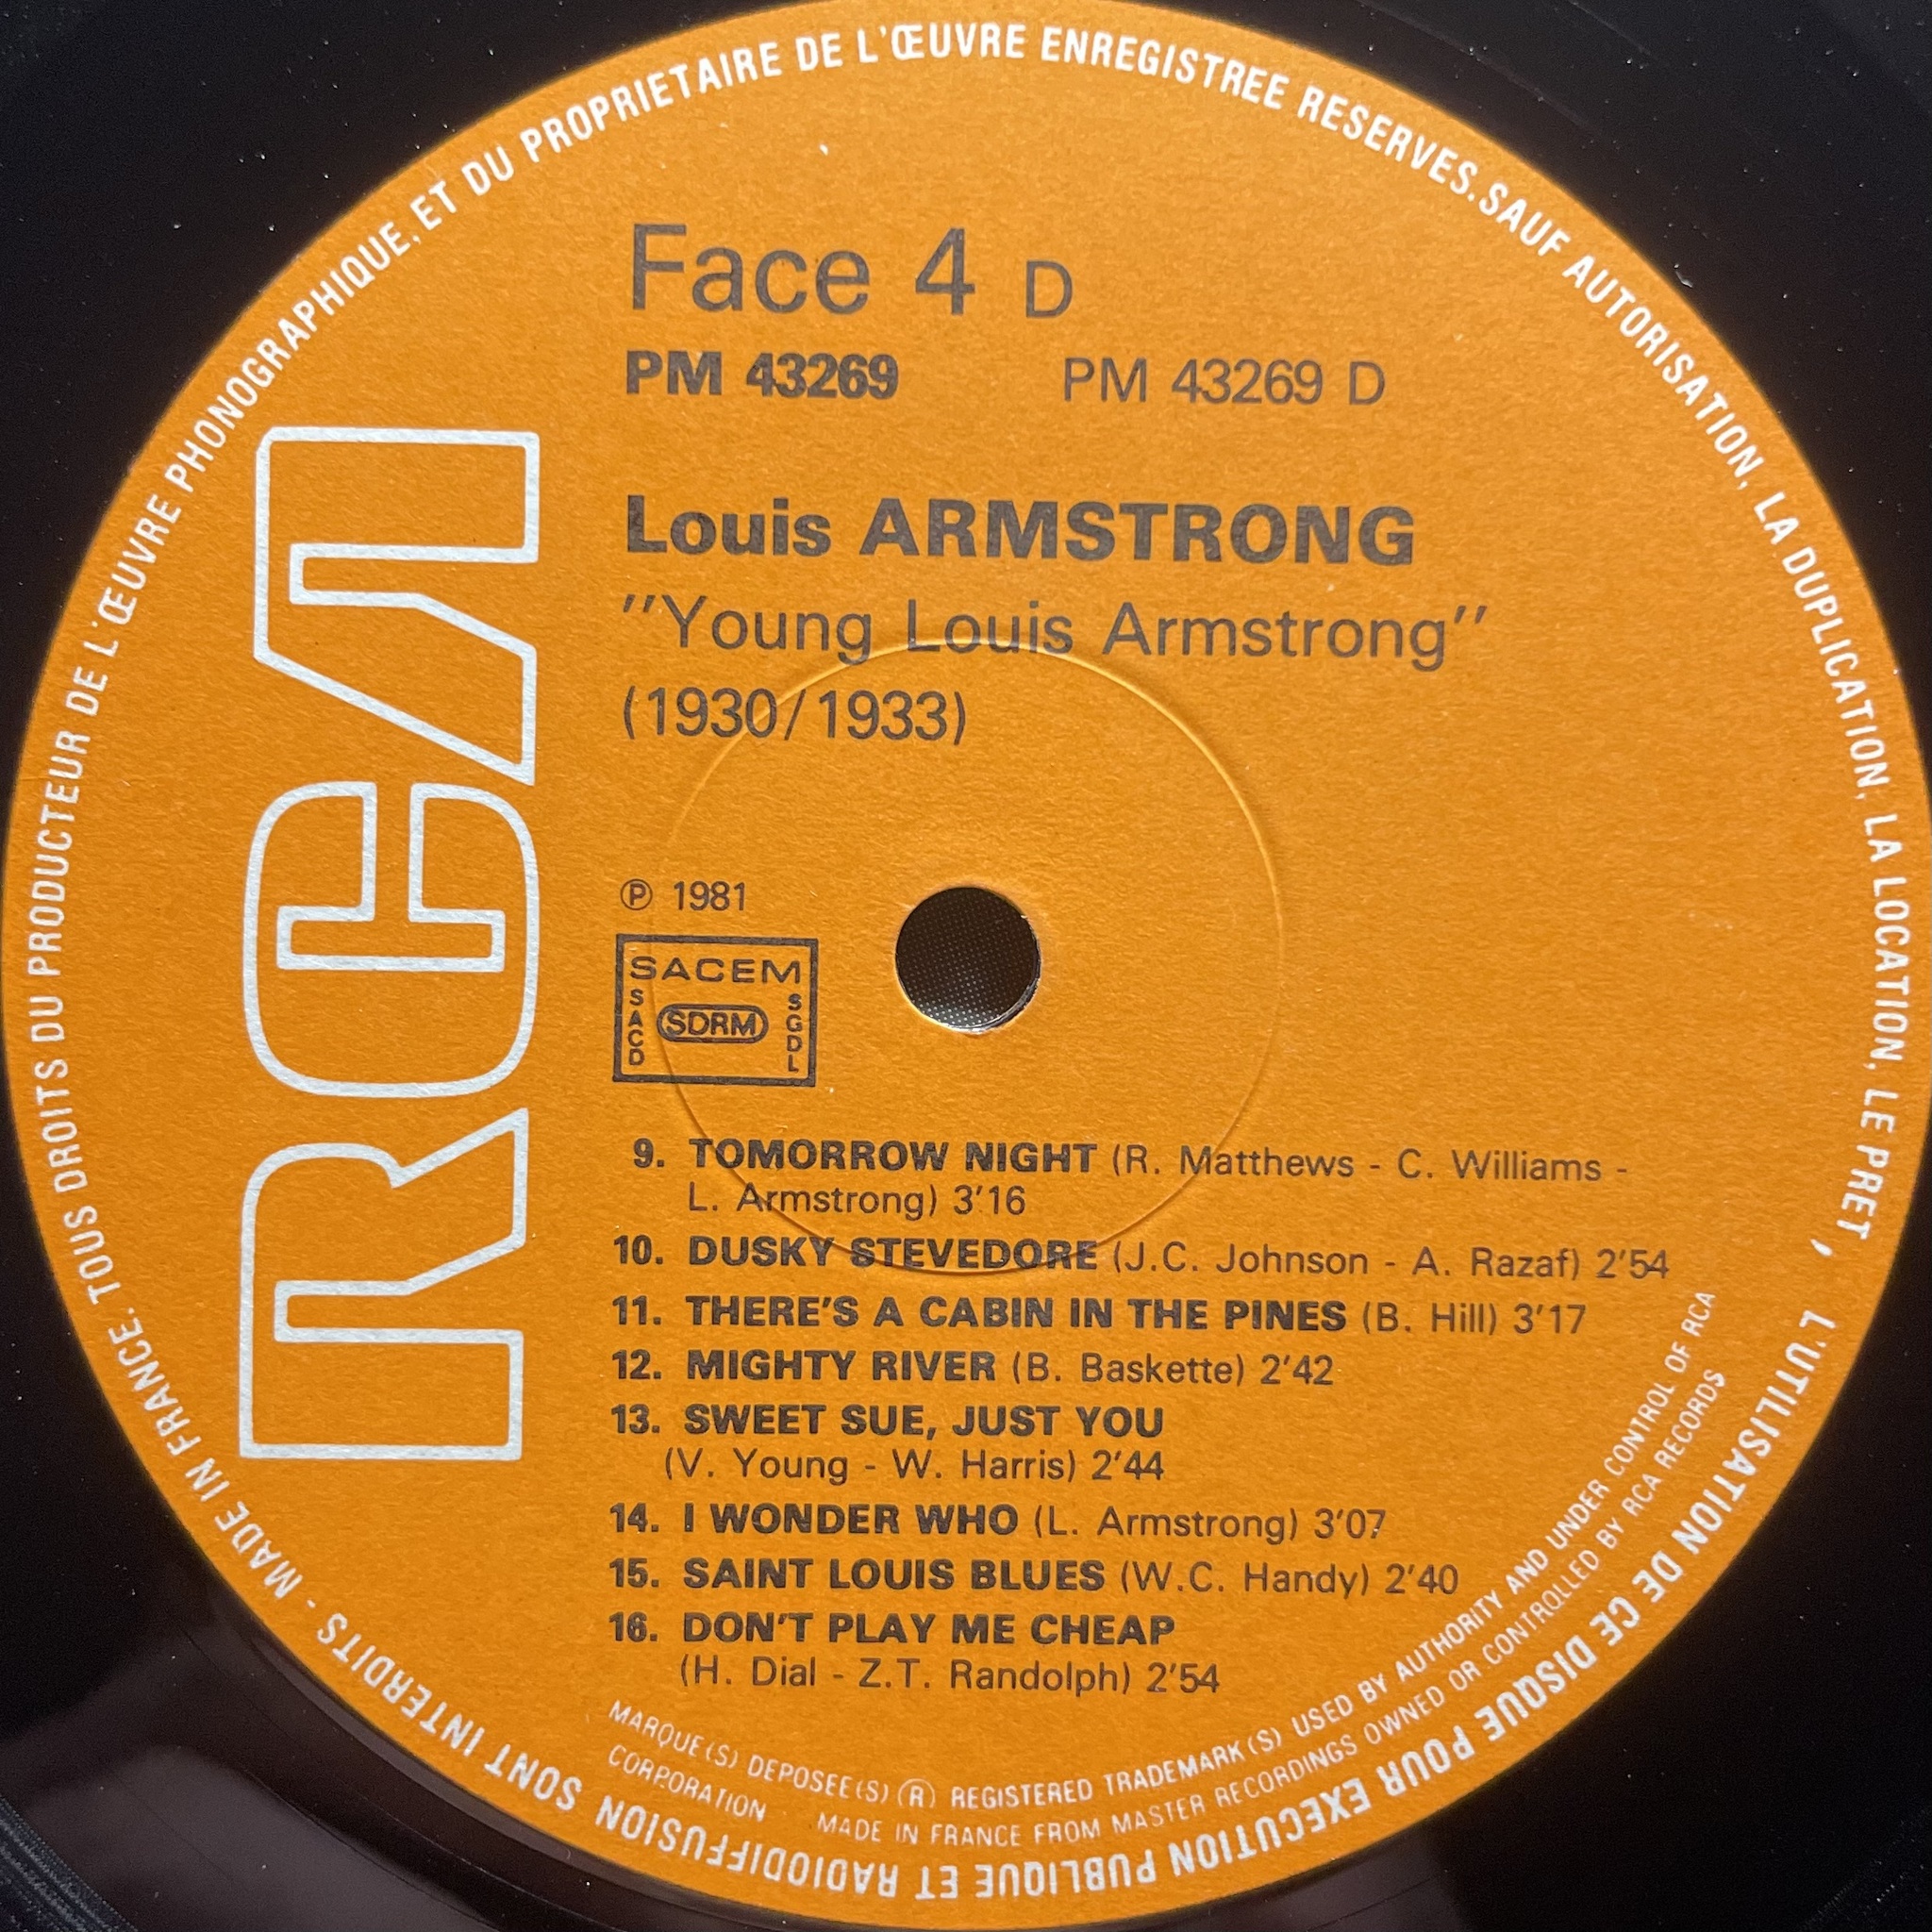 Face 4 D
PM 43269 PM 43269 D
Louis ARMSTRONG
"Young Louis Armstrong"
(1930/1933)
RCA
℗ 1981
SACEM
SACD
SDRM
SGDL
9. TOMORROW NIGHT (R. Matthews - C. Williams -
L. Armstrong) 3'16
10. DUSKY STEVEDORE (J.C. Johnson - A. Razaf) 2'54
11. THERE'S A CABIN IN THE PINES (B. Hill) 3'17
12. MIGHTY RIVER (B. Baskette) 2'42
13. SWEET SUE, JUST YOU
(V. Young - W. Harris) 2'44
14. I WONDER WHO (L. Armstrong) 3'07
15. SAINT LOUIS BLUES (W.C. Handy) 2'40
16. DON'T PLAY ME CHEAP
(H. Dial - Z.T. Randolph) 2'54
MARQUE(S) DEPOSEE(S) ® REGISTERED TRADEMARK(S) USED BY AUTHORITY AND UNDER CONTROL OF RCA
CORPORATION MADE IN FRANCE FROM MASTER RECORDINGS OWNED OR CONTROLLED BY RCA RECORDS
MADE IN FRANCE. TOUS DROITS DU PRODUCTEUR DE L'ŒUVRE PHONOGRAPHIQUE, ET DU PROPRIETAIRE DE L'ŒUVRE ENREGISTREE RESERVES. SAUF AUTORISATION, LA DUPLICATION, LA LOCATION, LE PRET, L'UTILISATION DE CE DISQUE POUR EXECUTION PUBLIQUE ET RADIODIFFUSION SONT INTERDITS -